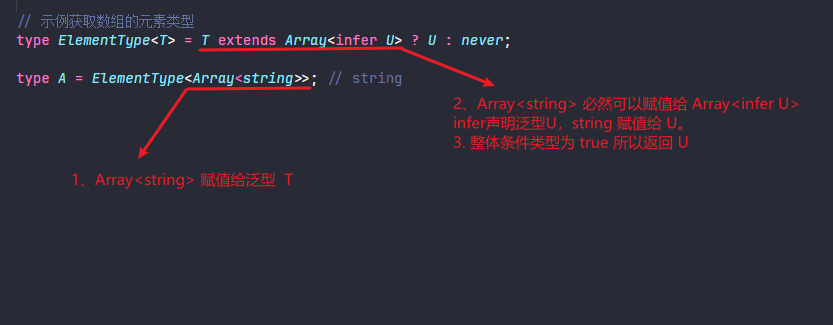 // 示例获取数组的元素类型
type ElementType<T> = T extends Array<infer U> ? U : never;
type A = ElementType<Array<string>>; // string
2、Array<string> 必然可以赋值给 Array<infer U>
infer声明泛型U，string 赋值给 U。
3. 整体条件类型为 true 所以返回 U
1、Array<string> 赋值给泛型 T